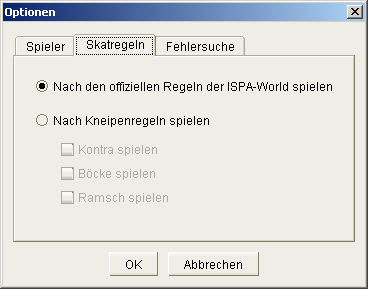 Optionen
Spieler Skatregeln Fehlersuche
Nach den offiziellen Regeln der ISPA-World spielen
Nach Kneipenregeln spielen
Kontra spielen
Böcke spielen
Ramsch spielen
OK Abbrechen